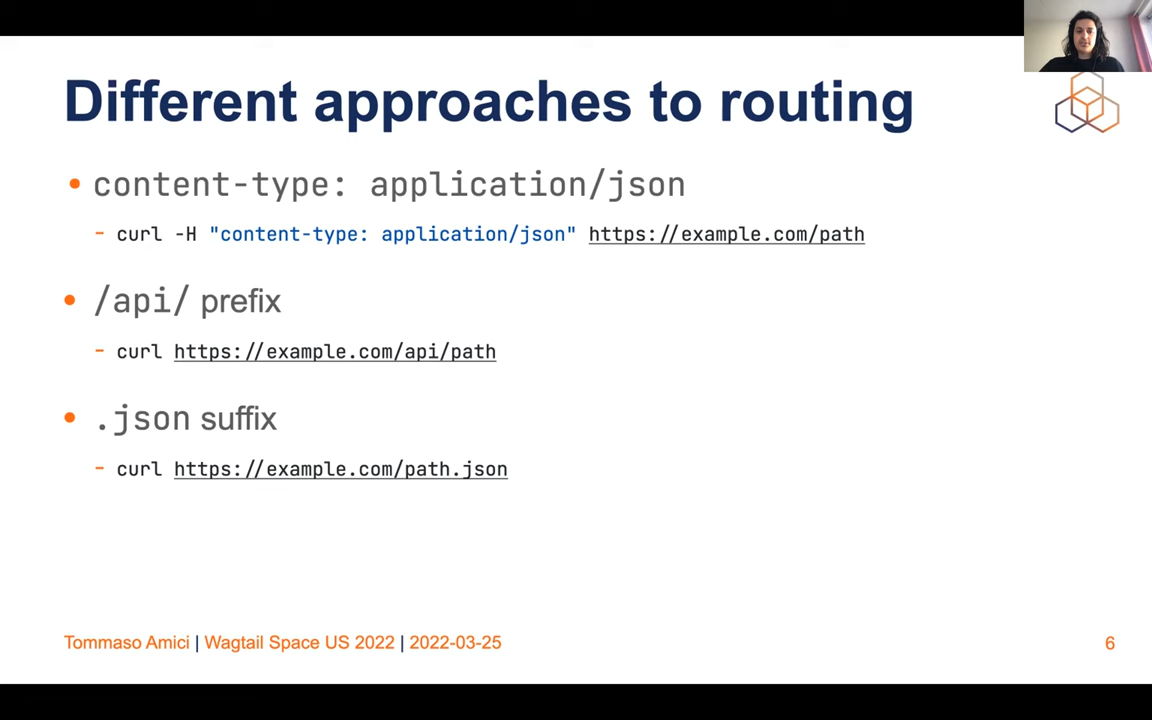 Different approaches to routing
• content-type: application/json
- curl -H "content-type: application/json" https://example.com/path
• /api/ prefix
- curl https://example.com/api/path
• .json suffix
- curl https://example.com/path.json
Tommaso Amici | Wagtail Space US 2022 | 2022-03-25
6